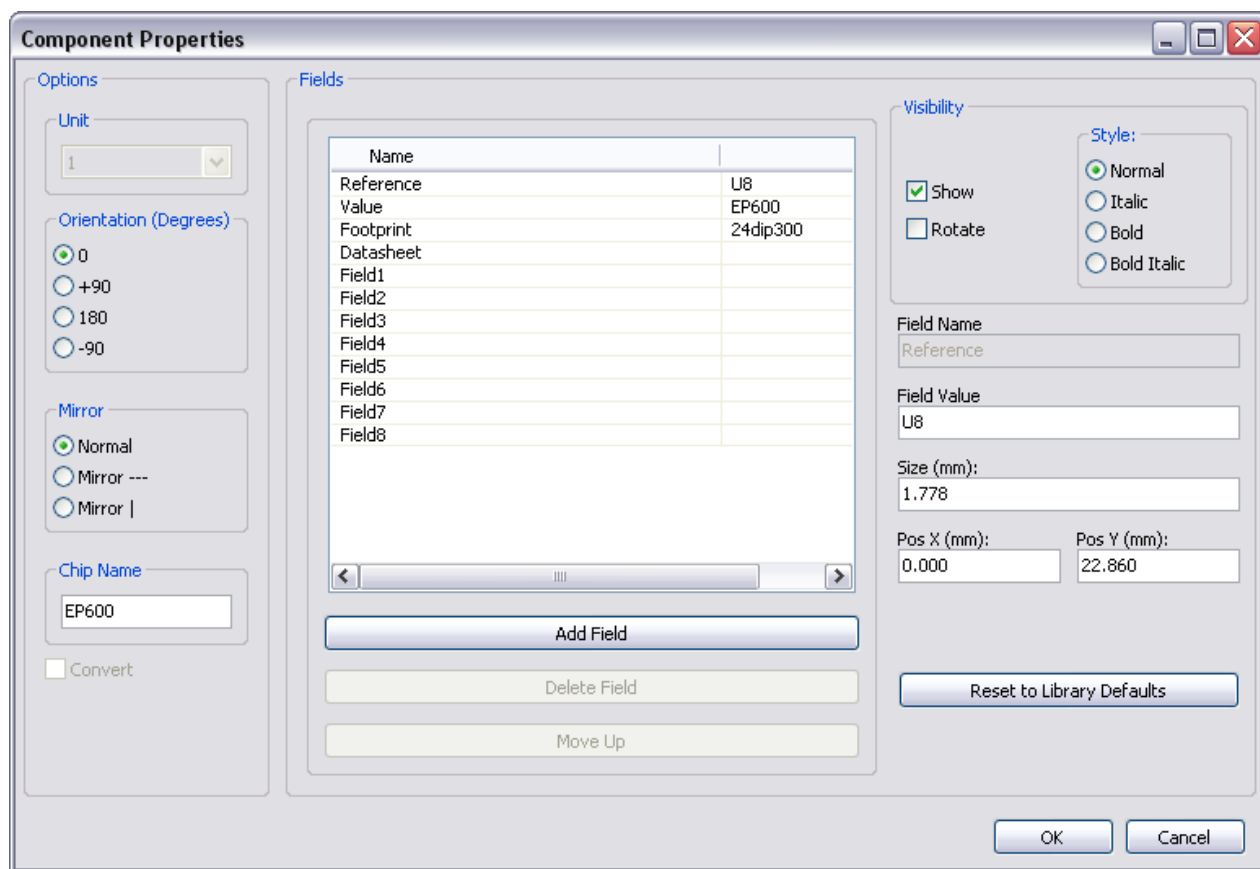 Component Properties
Options
Unit
1
Orientation (Degrees)
0
+90
180
-90
Mirror
Normal
Mirror ---
Mirror |
Chip Name
EP600
Convert
Fields
Name
Reference U8
Value EP600
Footprint 24dip300
Datasheet
Field1
Field2
Field3
Field4
Field5
Field6
Field7
Field8
Add Field
Delete Field
Move Up
Visibility
Show
Rotate
Style:
Normal
Italic
Bold
Bold Italic
Field Name
Reference
Field Value
U8
Size (mm):
1.778
Pos X (mm): Pos Y (mm):
0.000 22.860
Reset to Library Defaults
OK Cancel